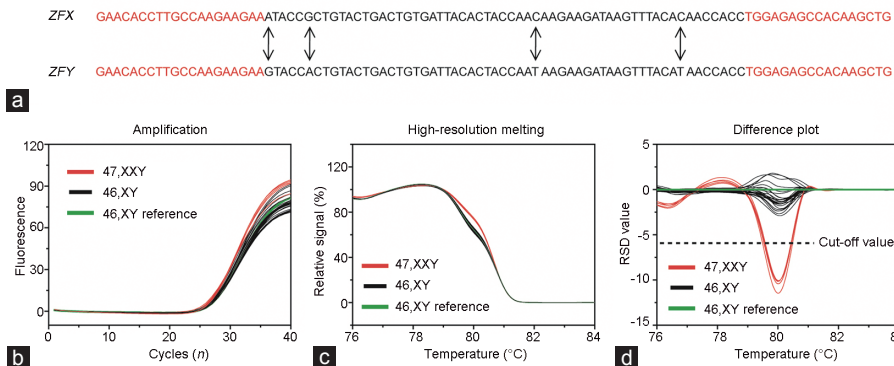 ZFX GAACACCTTGCCAAGAAGAAATACCGCTGTACTGACTGTGATTACACTACCAACAAGAAGATAAGTTTACACAACCACCTGGAGAGCCACAAGCTG
ZFY GAACACCTTGCCAAGAAGAAGTACCACTGTACTGACTGTGATTACACTACCAATAAGAAGATAAGTTTACATAACCACCTGGAGAGCCACAAGCTG
a
Amplification
120
90
60
30
0
Fluorescence
47,XXY
46,XY
46,XY reference
0 10 20 30 40
Cycles (n)
b
High-resolution melting
120
80
40
0
Relative signal (%)
47,XXY
46,XY
46,XY reference
76 78 80 82 84
Temperature (°C)
c
Difference plot
5
0
-5
-10
-15
RSD value
Cut-off value
47,XXY
46,XY
46,XY reference
76 78 80 82
Temperature (°C)
d